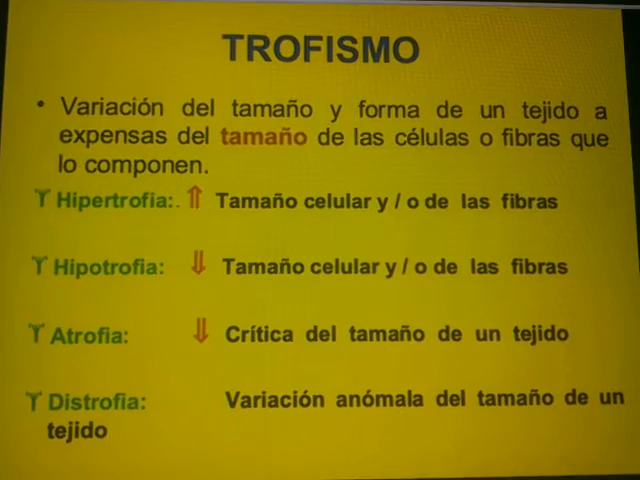 TROFISMO
• Variación del tamaño y forma de un tejido a
expensas del tamaño de las células o fibras que
lo componen.
Hipertrofia:. ⇑ Tamaño celular y / o de las fibras
Hipotrofia: ⇓ Tamaño celular y / o de las fibras
Atrofia: ⇓ Crítica del tamaño de un tejido
Distrofia: Variación anómala del tamaño de un
tejido